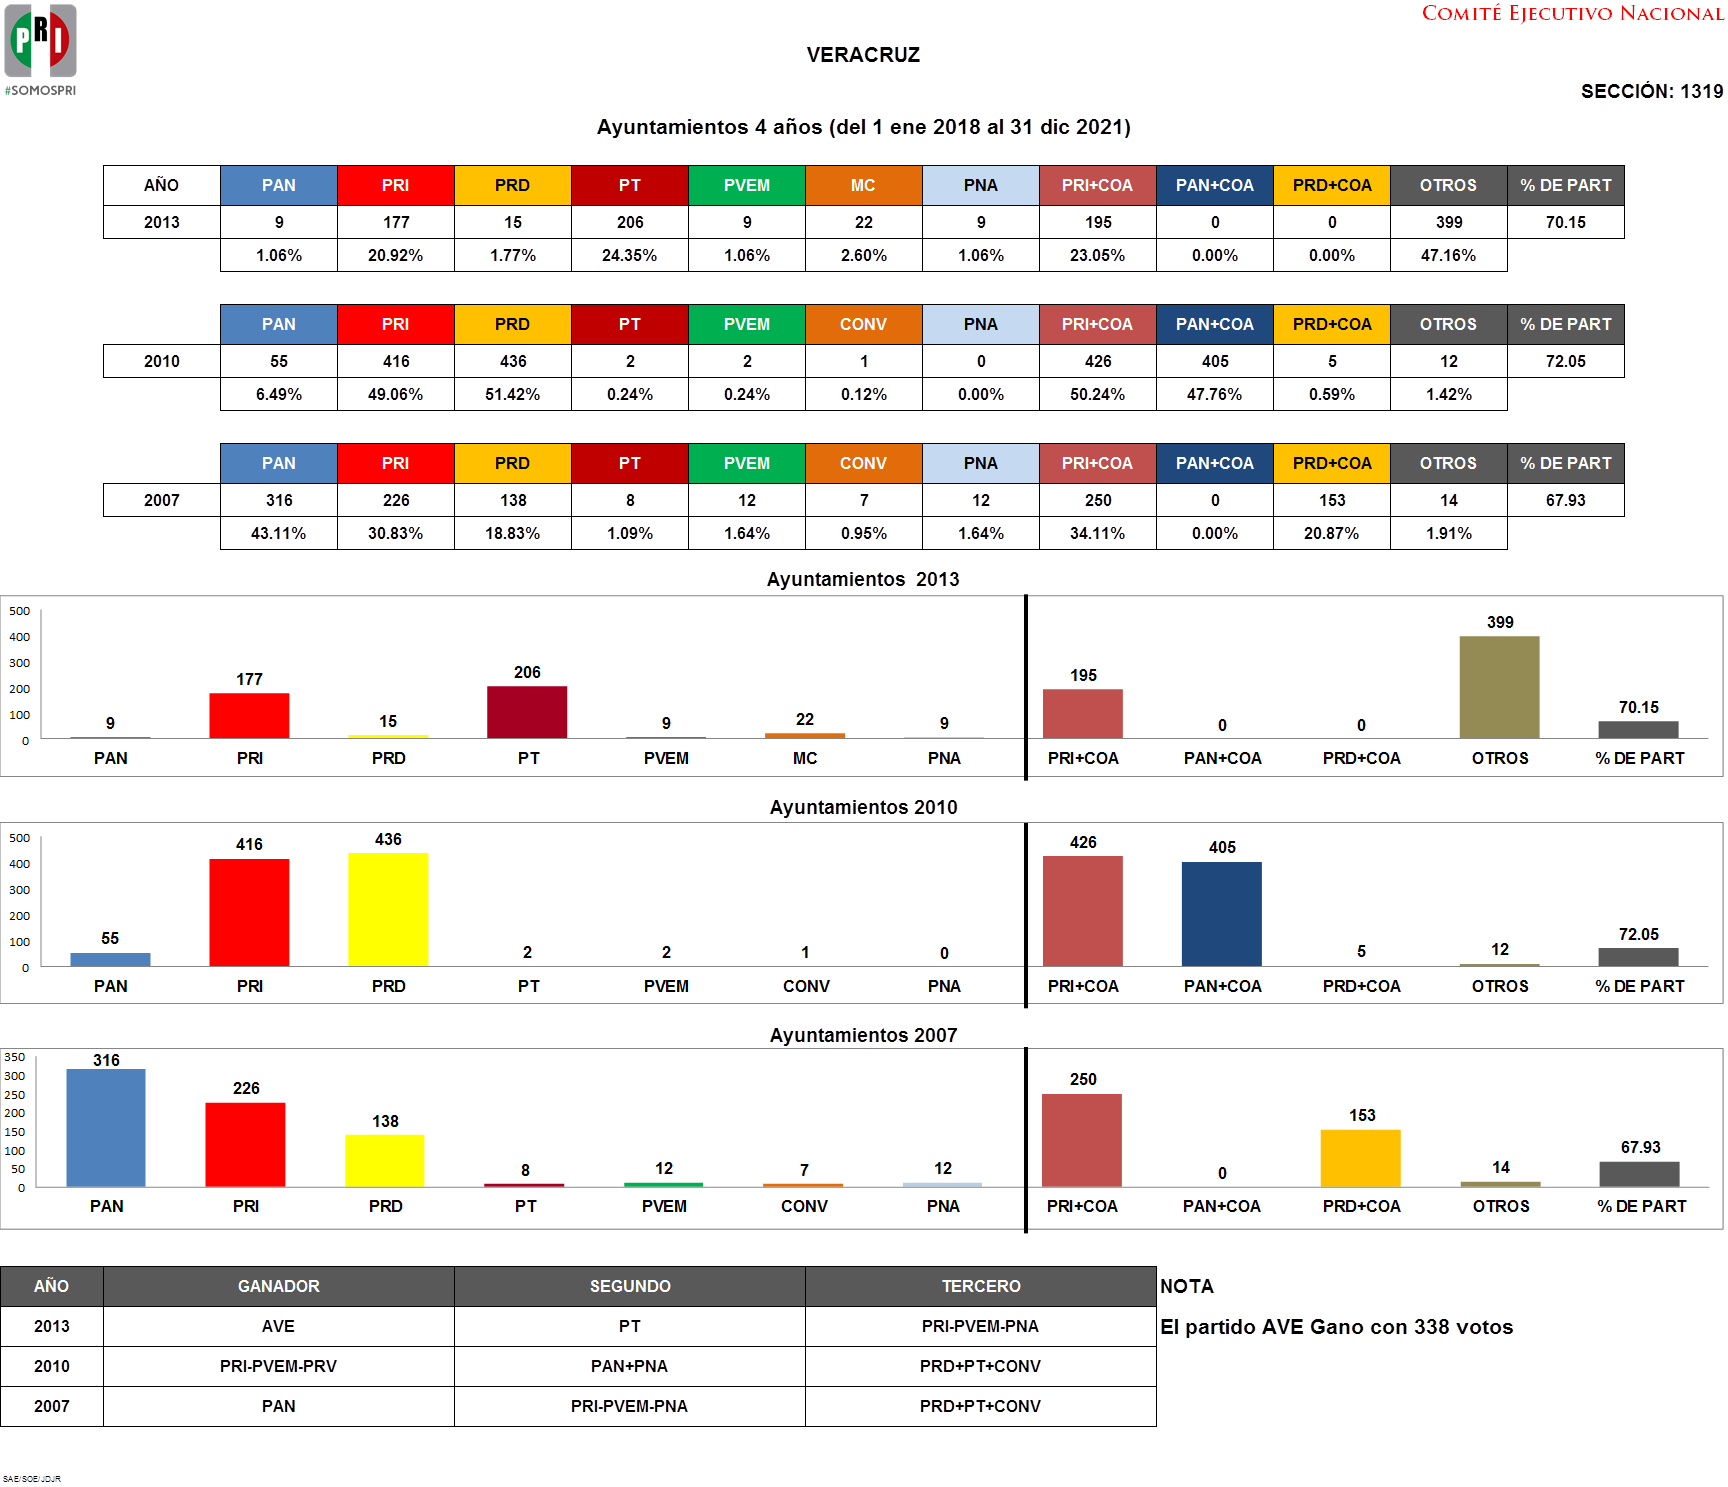 PRI
#SOMOSPRI
COMITÉ EJECUTIVO NACIONAL
VERACRUZ
SECCIÓN: 1319
Ayuntamientos 4 años (del 1 ene 2018 al 31 dic 2021)
AÑO PAN PRI PRD PT PVEM MC PNA PRI+COA PAN+COA PRD+COA OTROS % DE PART
2013 9 177 15 206 9 22 9 195 0 0 399 70.15
1.06% 20.92% 1.77% 24.35% 1.06% 2.60% 1.06% 23.05% 0.00% 0.00% 47.16%
PAN PRI PRD PT PVEM CONV PNA PRI+COA PAN+COA PRD+COA OTROS % DE PART
2010 55 416 436 2 2 1 0 426 405 5 12 72.05
6.49% 49.06% 51.42% 0.24% 0.24% 0.12% 0.00% 50.24% 47.76% 0.59% 1.42%
PAN PRI PRD PT PVEM CONV PNA PRI+COA PAN+COA PRD+COA OTROS % DE PART
2007 316 226 138 8 12 7 12 250 0 153 14 67.93
43.11% 30.83% 18.83% 1.09% 1.64% 0.95% 1.64% 34.11% 0.00% 20.87% 1.91%
Ayuntamientos 2013
500
400
300
200
100
0
9 177 15 206 9 22 9 195 0 0 399 70.15
PAN PRI PRD PT PVEM MC PNA PRI+COA PAN+COA PRD+COA OTROS % DE PART
Ayuntamientos 2010
500
400
300
200
100
0
55 416 436 2 2 1 0 426 405 5 12 72.05
PAN PRI PRD PT PVEM CONV PNA PRI+COA PAN+COA PRD+COA OTROS % DE PART
Ayuntamientos 2007
350
300
250
200
150
100
50
0
316 226 138 8 12 7 12 250 0 153 14 67.93
PAN PRI PRD PT PVEM CONV PNA PRI+COA PAN+COA PRD+COA OTROS % DE PART
AÑO GANADOR SEGUNDO TERCERO NOTA
2013 AVE PT PRI-PVEM-PNA El partido AVE Gano con 338 votos
2010 PRI-PVEM-PRV PAN+PNA PRD+PT+CONV
2007 PAN PRI-PVEM-PNA PRD+PT+CONV
SAE/SOE/JDJR